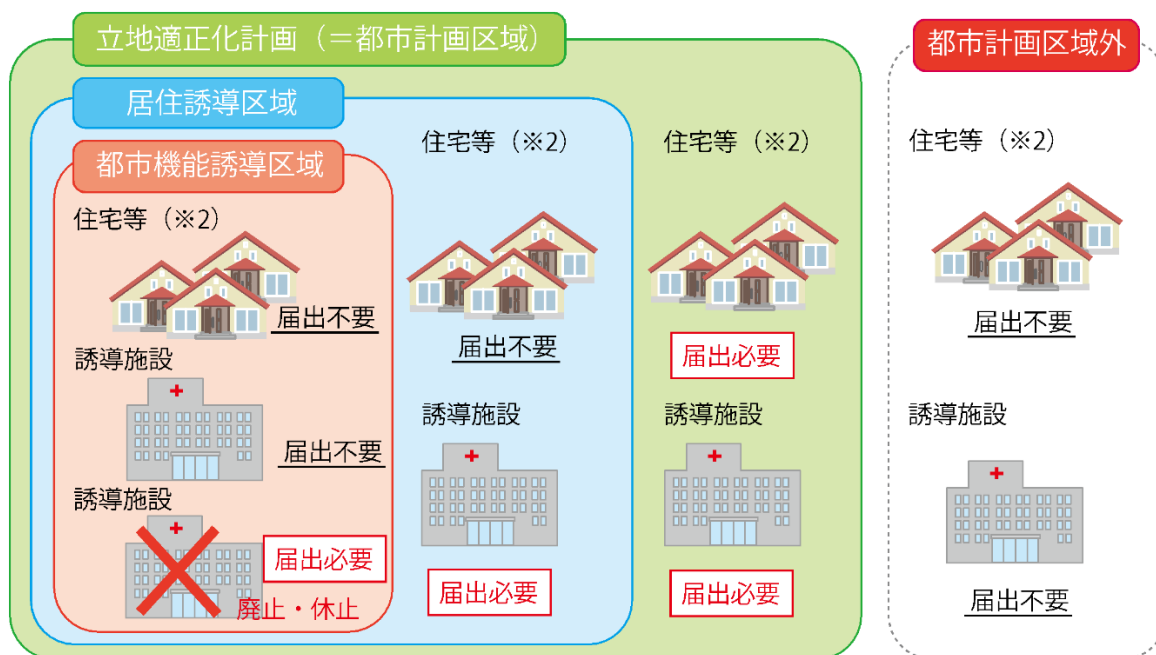 立地適正化計画（＝都市計画区域）
居住誘導区域
都市機能誘導区域
住宅等（※2）
届出不要
誘導施設
届出不要
誘導施設
届出必要
廃止・休止
住宅等（※2）
届出不要
誘導施設
届出必要
住宅等（※2）
届出必要
誘導施設
届出必要
都市計画区域外
住宅等（※2）
届出不要
誘導施設
届出不要